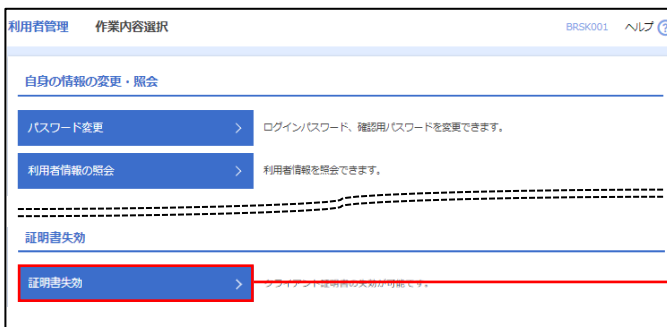 利用者管理 作業内容選択 BRSK001 ヘルプ ?
自身の情報の変更・照会
パスワード変更 ログインパスワード、確認用パスワードを変更できます。
利用者情報の照会 利用者情報を照会できます。
証明書失効
証明書失効 クライアント証明書の失効が可能です。